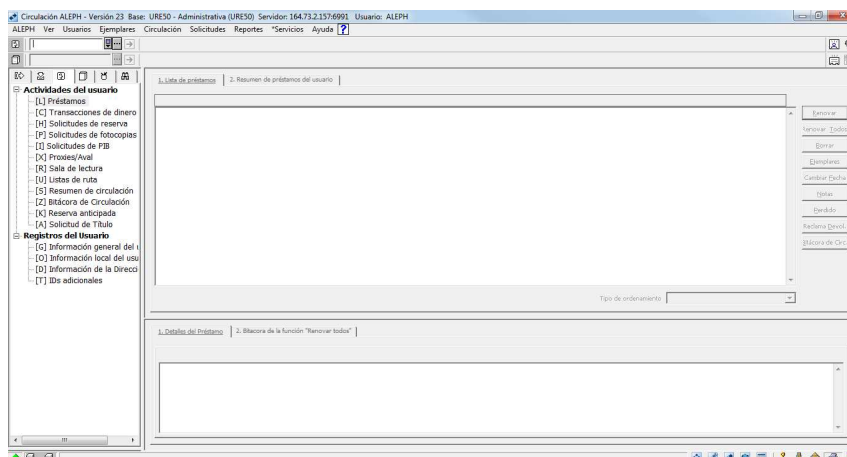 Circulación ALEPH - Versión 23 Base: URE50 - Administrativa (URE50) Servidor: 164.73.2.157:6991 Usuario: ALEPH
ALEPH Ver Usuarios Ejemplares Circulación Solicitudes Reportes *Servicios Ayuda ?
1. Lista de préstamos 2. Resumen de préstamos del usuario
Actividades del usuario
[L] Préstamos
[C] Transacciones de dinero
[H] Solicitudes de reserva
[P] Solicitudes de fotocopias
[I] Solicitudes de PIB
[X] Proxies/Aval
[R] Sala de lectura
[U] Listas de ruta
[S] Resumen de circulación
[Z] Bitácora de Circulación
[K] Reserva anticipada
[A] Solicitud de Título
Registros del Usuario
[G] Información general del
[O] Información local del usu
[D] Información de la Direcci
[T] IDs adicionales
Renovar
Renovar Todos
Borrar
Ejemplares
Cambiar Fecha
Notas
Perdido
Reclama Devol.
Bitácora de Circ.
Tipo de ordenamiento
1. Detalles del Préstamo 2. Bitacora de la función "Renovar todos"